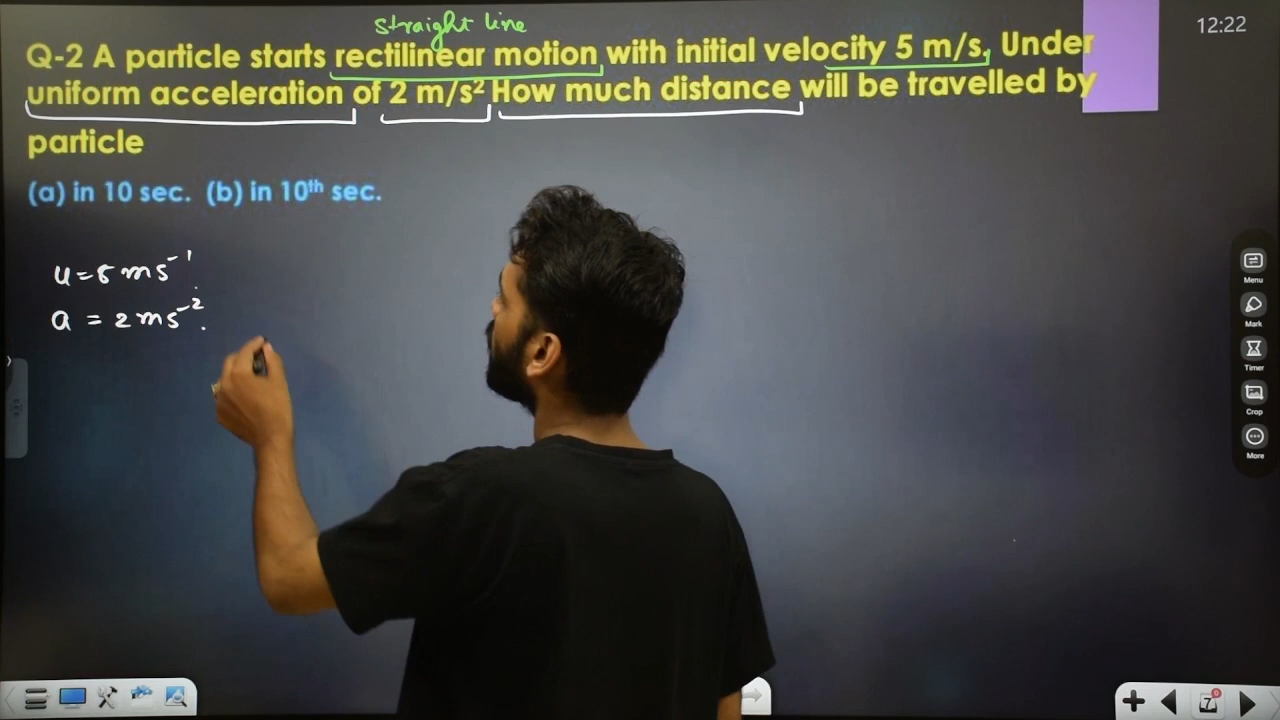 straight line
12:22
Q-2 A particle starts rectilinear motion with initial velocity 5 m/s. Under
uniform acceleration of 2 m/s² How much distance will be travelled by
particle
(a) in 10 sec. (b) in 10th sec.
u = 5 ms⁻¹.
a = 2 ms⁻².
Menu
Mark
Timer
Crop
More
7